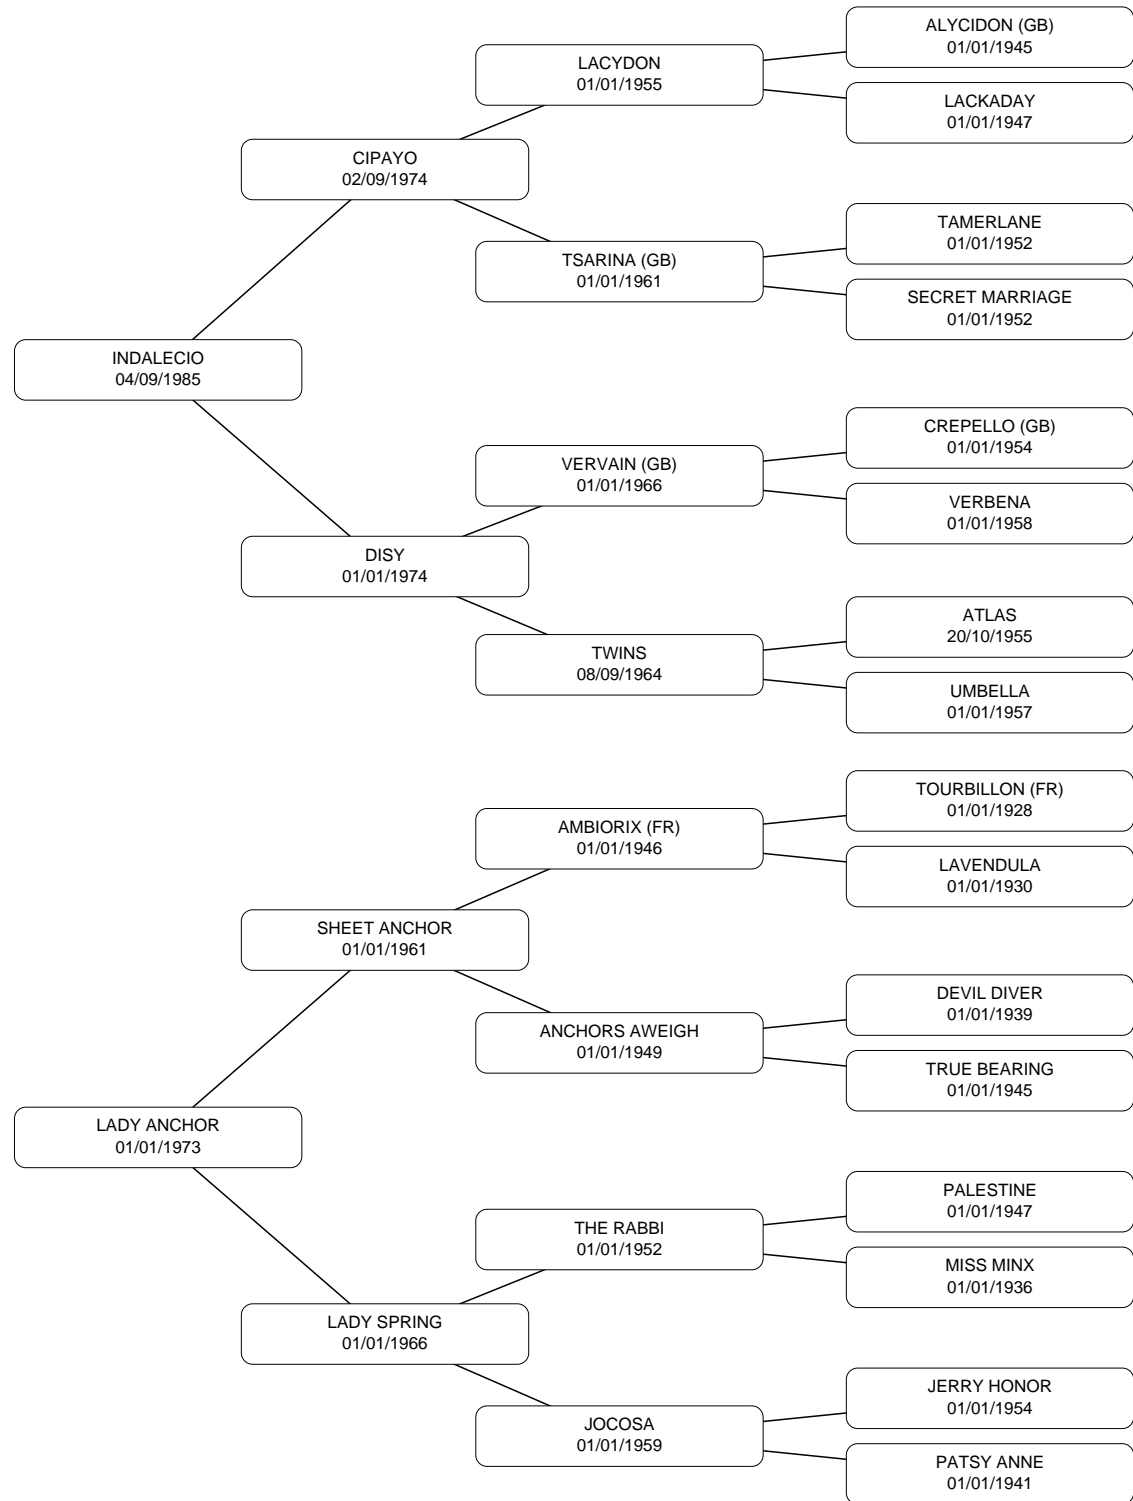 ALYCIDON (GB)
01/01/1945
LACYDON
01/01/1955
LACKADAY
01/01/1947
CIPAYO
02/09/1974
TAMERLANE
01/01/1952
TSARINA (GB)
01/01/1961
SECRET MARRIAGE
01/01/1952
INDALECIO
04/09/1985
CREPELLO (GB)
01/01/1954
VERVAIN (GB)
01/01/1966
VERBENA
01/01/1958
DISY
01/01/1974
ATLAS
20/10/1955
TWINS
08/09/1964
UMBELLA
01/01/1957
TOURBILLON (FR)
01/01/1928
AMBIORIX (FR)
01/01/1946
LAVENDULA
01/01/1930
SHEET ANCHOR
01/01/1961
DEVIL DIVER
01/01/1939
ANCHORS AWEIGH
01/01/1949
TRUE BEARING
01/01/1945
LADY ANCHOR
01/01/1973
PALESTINE
01/01/1947
THE RABBI
01/01/1952
MISS MINX
01/01/1936
LADY SPRING
01/01/1966
JERRY HONOR
01/01/1954
JOCOSA
01/01/1959
PATSY ANNE
01/01/1941